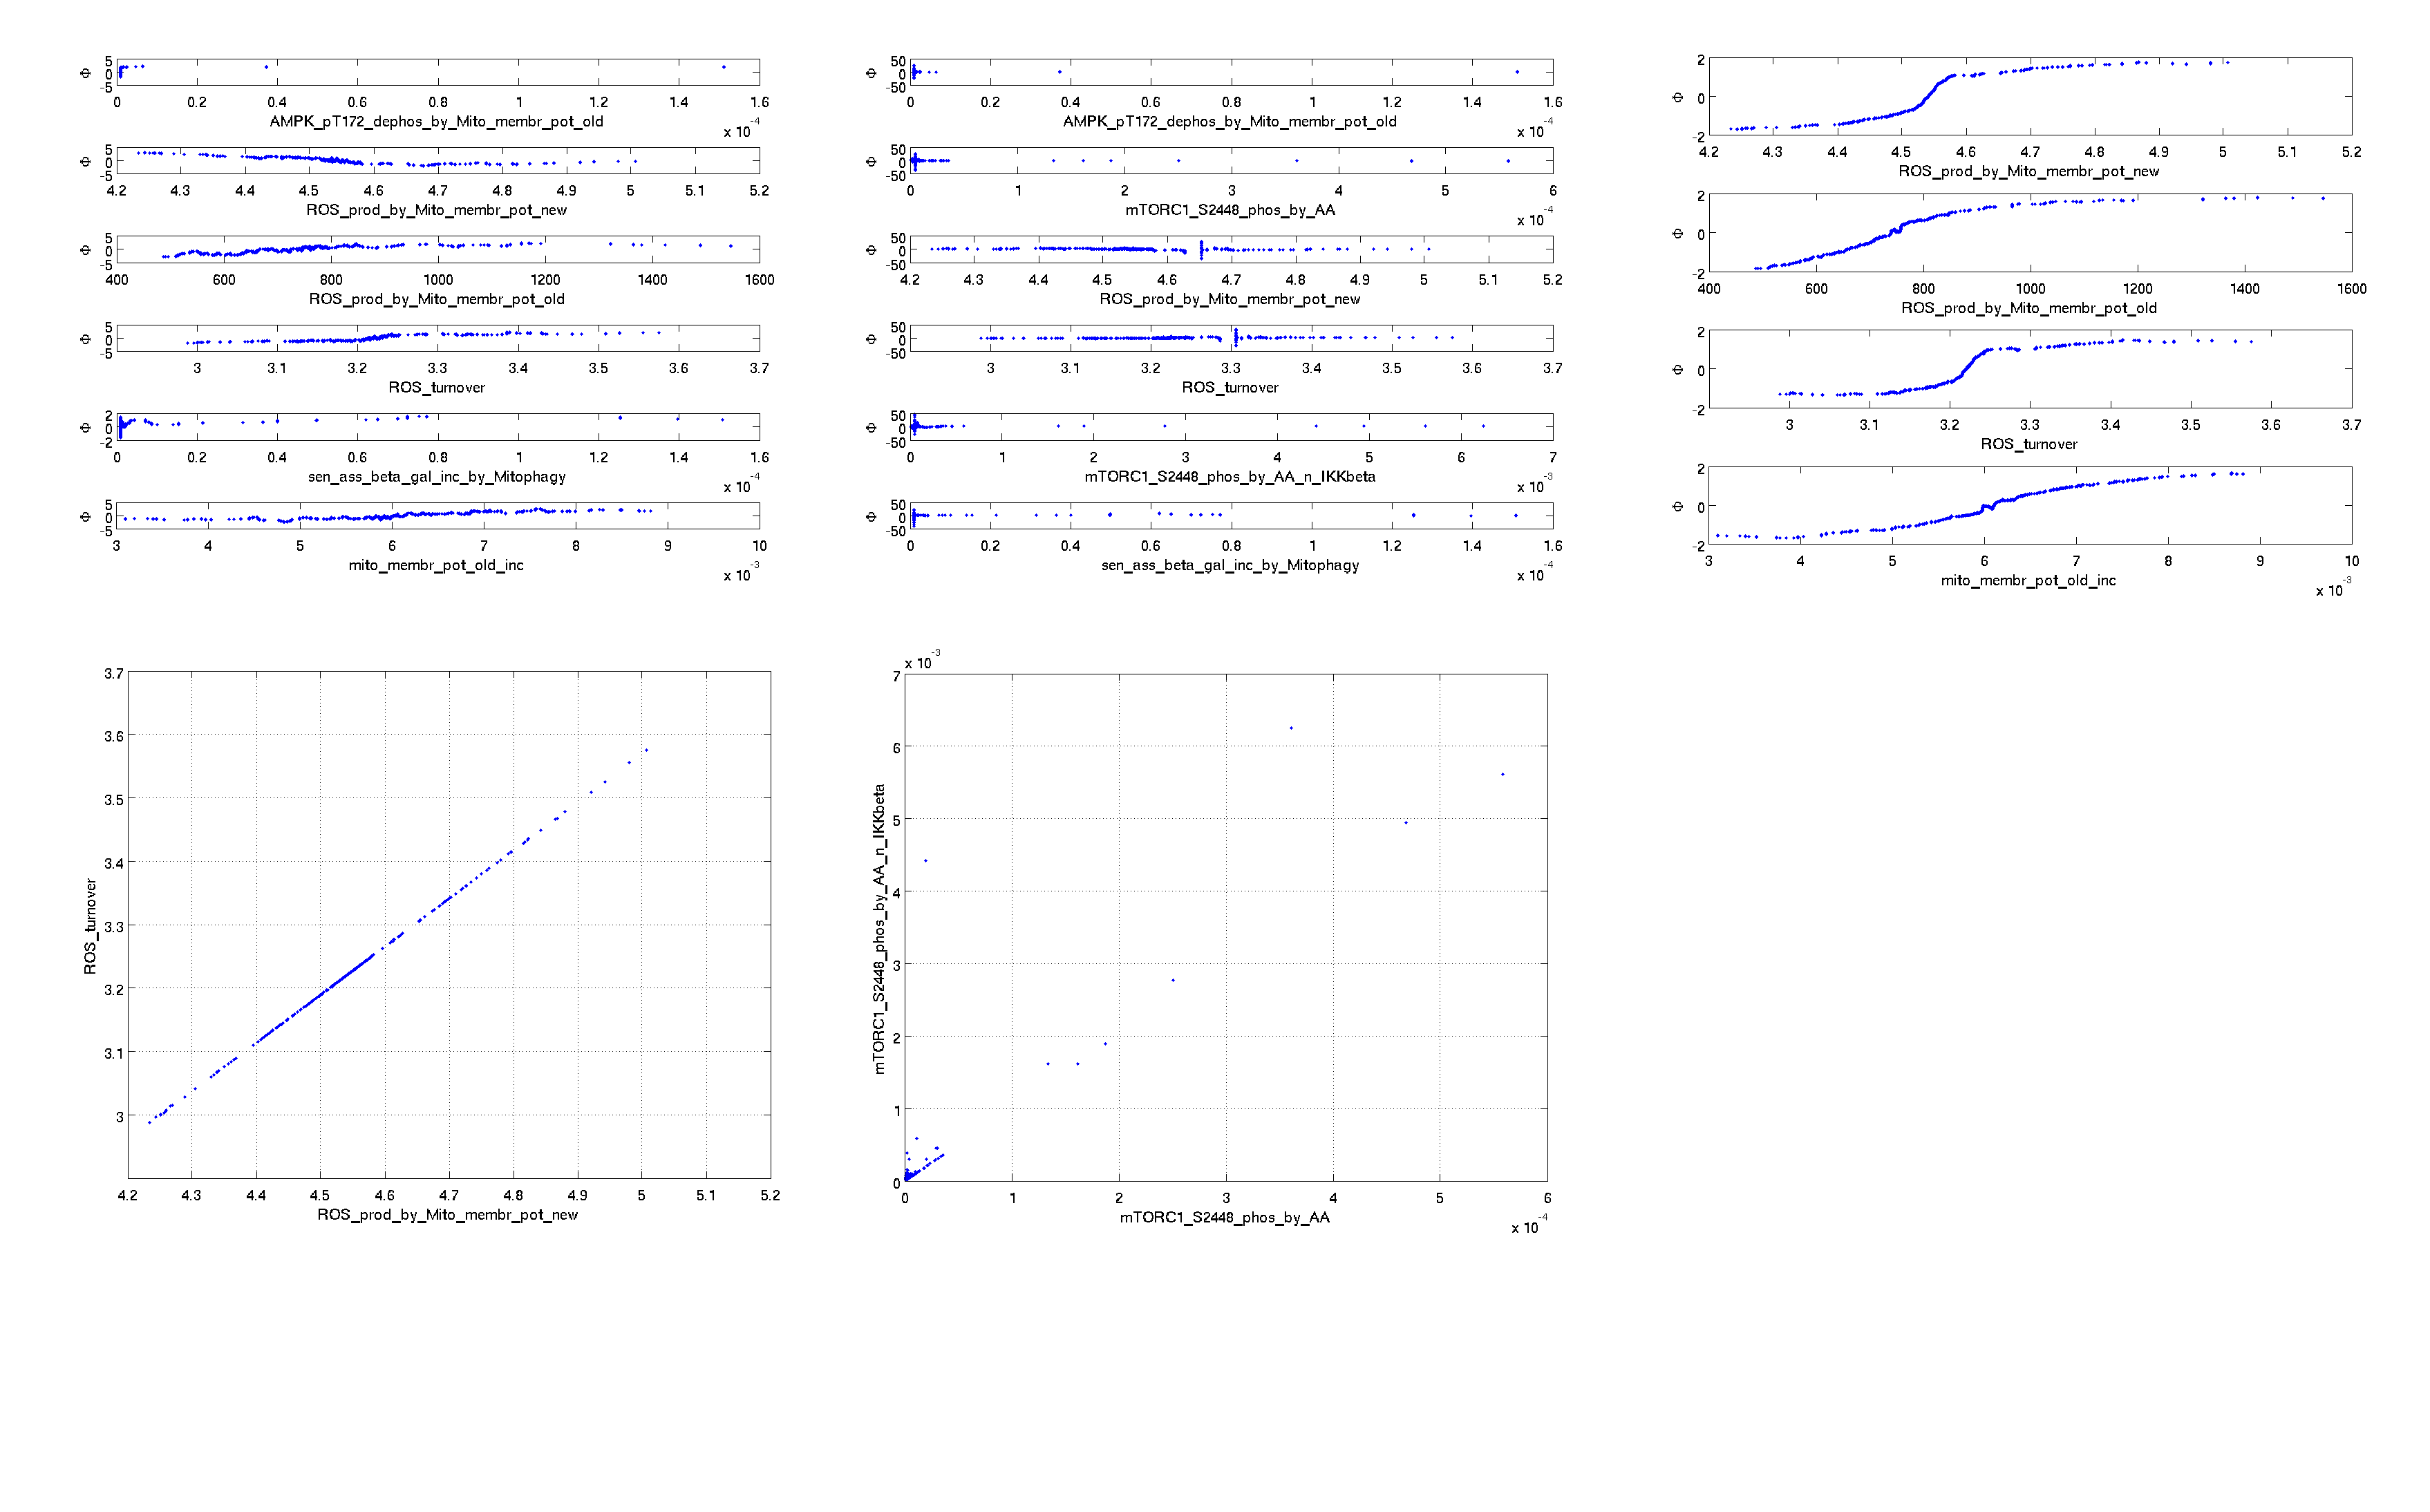 5
0
-5
Φ
0 0.2 0.4 0.6 0.8 1 1.2 1.4 1.6
AMPK_pT172_dephos_by_Mito_membr_pot_old
x 10-4
5
0
-5
Φ
4.2 4.3 4.4 4.5 4.6 4.7 4.8 4.9 5 5.1 5.2
ROS_prod_by_Mito_membr_pot_new
5
0
-5
Φ
400 600 800 1000 1200 1400 1600
ROS_prod_by_Mito_membr_pot_old
5
0
-5
Φ
3 3.1 3.2 3.3 3.4 3.5 3.6 3.7
ROS_turnover
2
0
-2
Φ
0 0.2 0.4 0.6 0.8 1 1.2 1.4 1.6
sen_ass_beta_gal_inc_by_Mitophagy
x 10-4
5
0
-5
Φ
3 4 5 6 7 8 9 10
mito_membr_pot_old_inc
x 10-3
50
0
-50
Φ
0 0.2 0.4 0.6 0.8 1 1.2 1.4 1.6
AMPK_pT172_dephos_by_Mito_membr_pot_old
x 10-4
50
0
-50
Φ
0 1 2 3 4 5 6
mTORC1_S2448_phos_by_AA
x 10-4
50
0
-50
Φ
4.2 4.3 4.4 4.5 4.6 4.7 4.8 4.9 5 5.1 5.2
ROS_prod_by_Mito_membr_pot_new
50
0
-50
Φ
3 3.1 3.2 3.3 3.4 3.5 3.6 3.7
ROS_turnover
50
0
-50
Φ
0 1 2 3 4 5 6 7
mTORC1_S2448_phos_by_AA_n_IKKbeta
x 10-3
50
0
-50
Φ
0 0.2 0.4 0.6 0.8 1 1.2 1.4 1.6
sen_ass_beta_gal_inc_by_Mitophagy
x 10-4
2
0
-2
Φ
4.2 4.3 4.4 4.5 4.6 4.7 4.8 4.9 5 5.1 5.2
ROS_prod_by_Mito_membr_pot_new
2
0
-2
Φ
400 600 800 1000 1200 1400 1600
ROS_prod_by_Mito_membr_pot_old
2
0
-2
Φ
3 3.1 3.2 3.3 3.4 3.5 3.6 3.7
ROS_turnover
2
0
-2
Φ
3 4 5 6 7 8 9 10
mito_membr_pot_old_inc
x 10-3
3.7
3.6
3.5
3.4
3.3
3.2
3.1
3
ROS_turnover
4.2 4.3 4.4 4.5 4.6 4.7 4.8 4.9 5 5.1 5.2
ROS_prod_by_Mito_membr_pot_new
x 10-3
7
6
5
4
3
2
1
0
mTORC1_S2448_phos_by_AA_n_IKKbeta
0 1 2 3 4 5 6
mTORC1_S2448_phos_by_AA
x 10-4